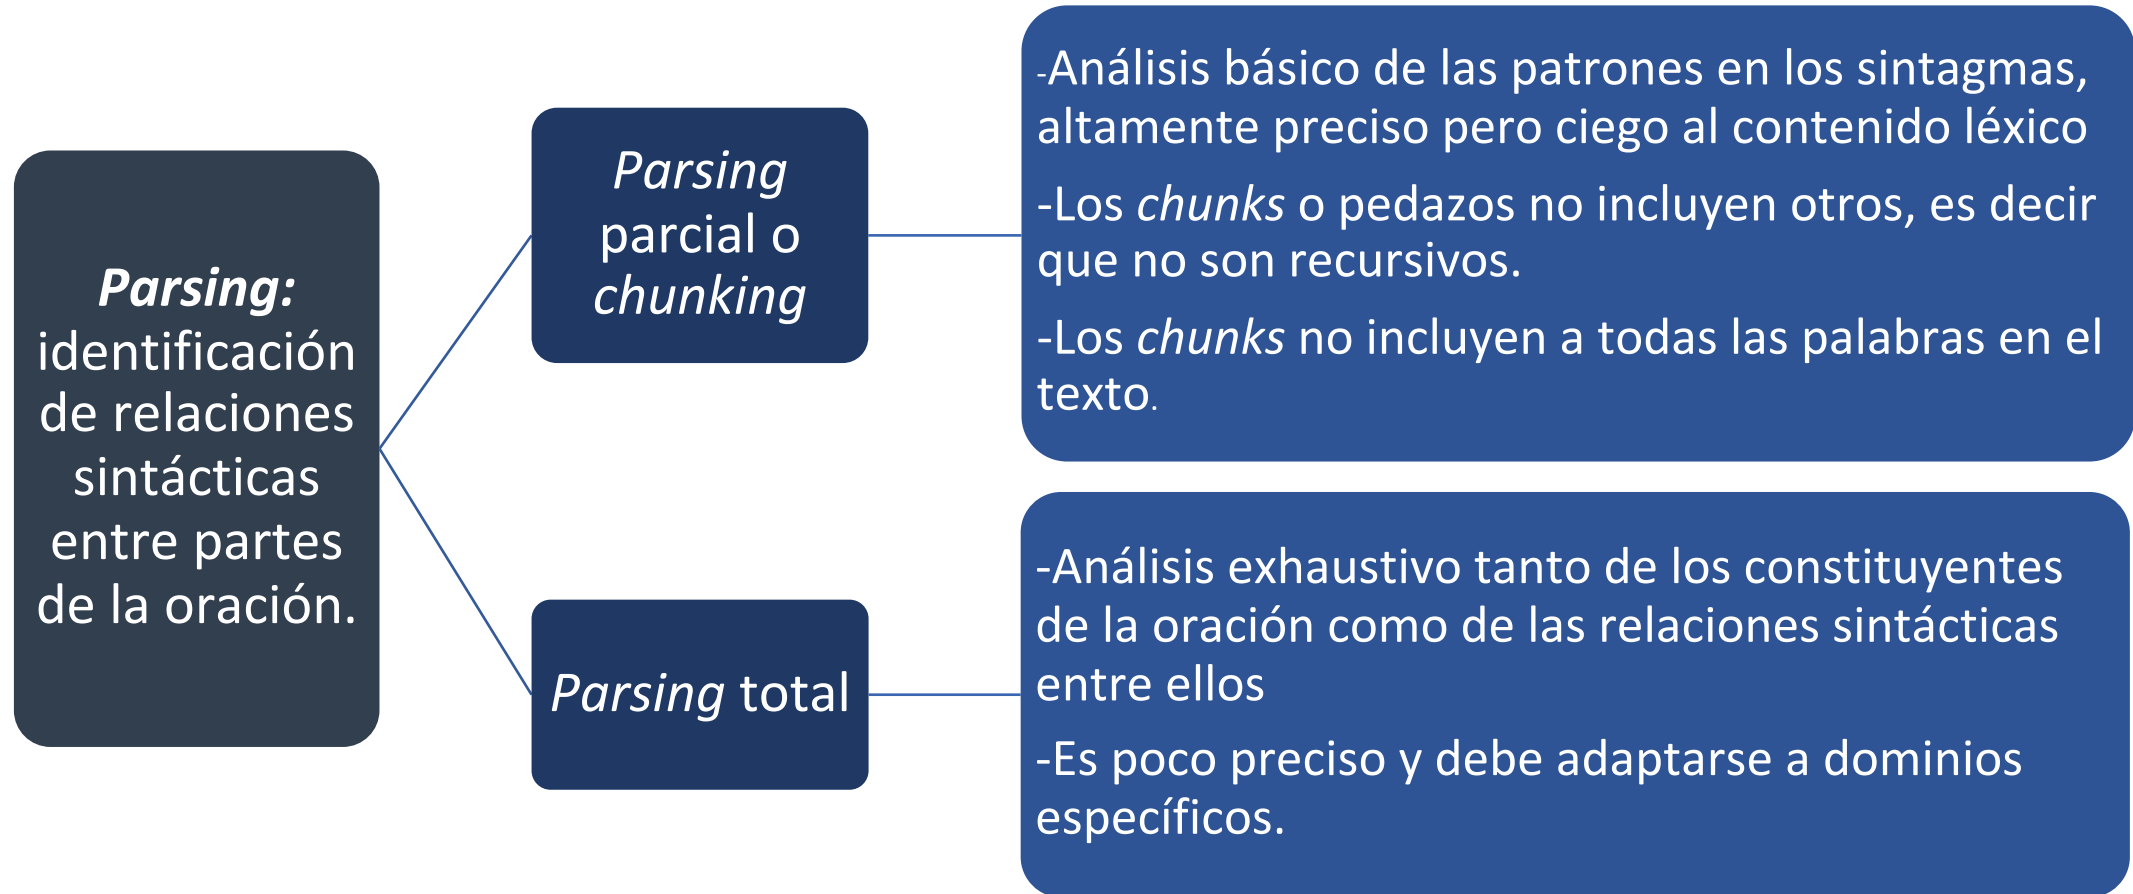 Parsing:
identificación
de relaciones
sintácticas
entre partes
de la oración.
Parsing
parcial o
chunking
-Análisis básico de las patrones en los sintagmas,
altamente preciso pero ciego al contenido léxico
-Los chunks o pedazos no incluyen otros, es decir
que no son recursivos.
-Los chunks no incluyen a todas las palabras en el
texto.
Parsing total
-Análisis exhaustivo tanto de los constituyentes
de la oración como de las relaciones sintácticas
entre ellos
-Es poco preciso y debe adaptarse a dominios
específicos.